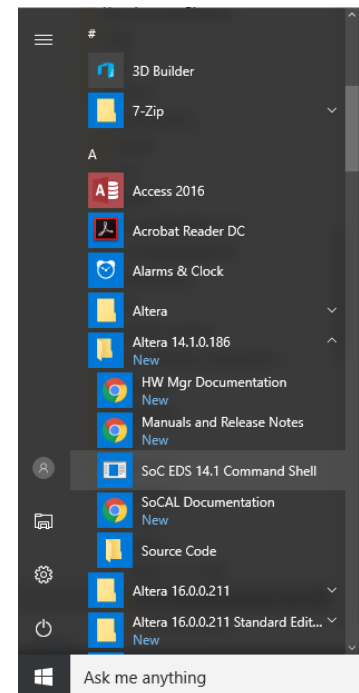 #
3D Builder
7-Zip
A
Access 2016
Acrobat Reader DC
Alarms & Clock
Altera
Altera 14.1.0.186
New
HW Mgr Documentation
New
Manuals and Release Notes
New
SoC EDS 14.1 Command Shell
SoCAL Documentation
New
Source Code
Altera 16.0.0.211
Altera 16.0.0.211 Standard Edit...
New
Ask me anything